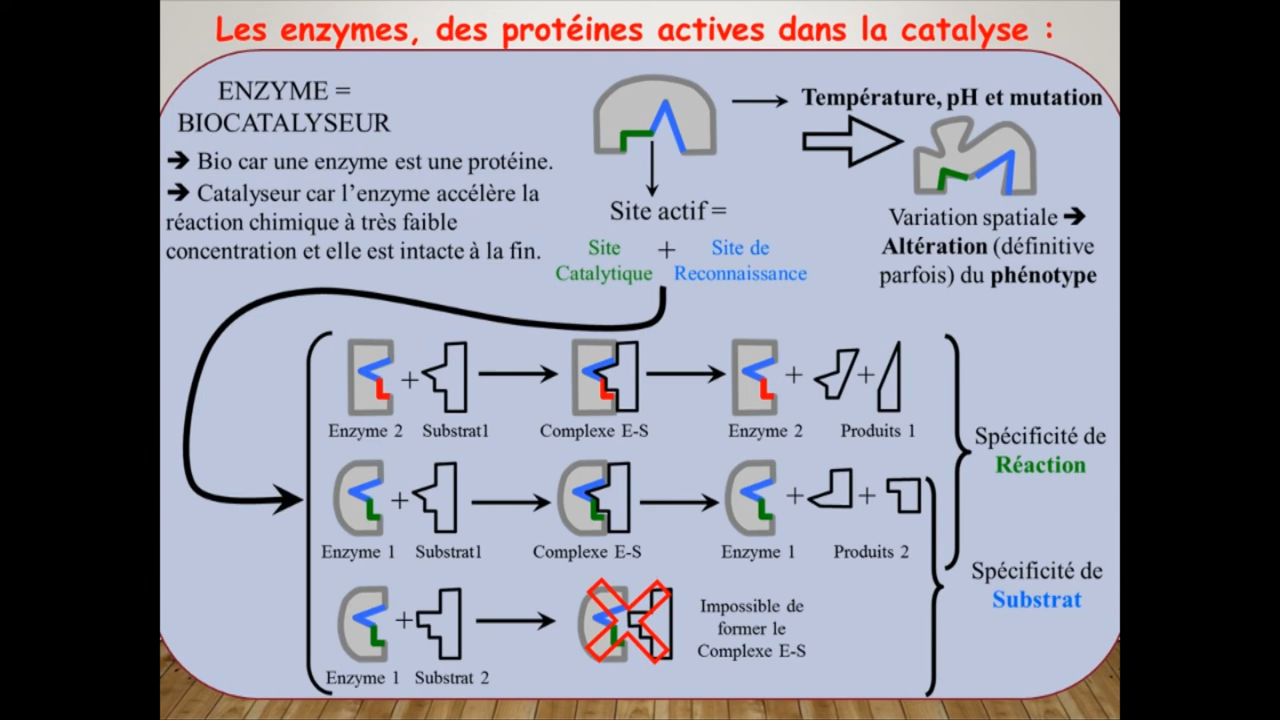 Les enzymes, des protéines actives dans la catalyse :
ENZYME =
BIOCATALYSEUR
➔ Bio car une enzyme est une protéine.
➔ Catalyseur car l’enzyme accélère la
réaction chimique à très faible
concentration et elle est intacte à la fin.
Site actif =
Site
Catalytique
+
Site de
Reconnaissance
Température, pH et mutation
Variation spatiale ➔
Altération (définitive
parfois) du phénotype
+ + +
Enzyme 2 Substrat1 Complexe E-S Enzyme 2 Produits 1
+ + +
Enzyme 1 Substrat1 Complexe E-S Enzyme 1 Produits 2
+
Enzyme 1 Substrat 2
Impossible de
former le
Complexe E-S
Spécificité de
Réaction
Spécificité de
Substrat